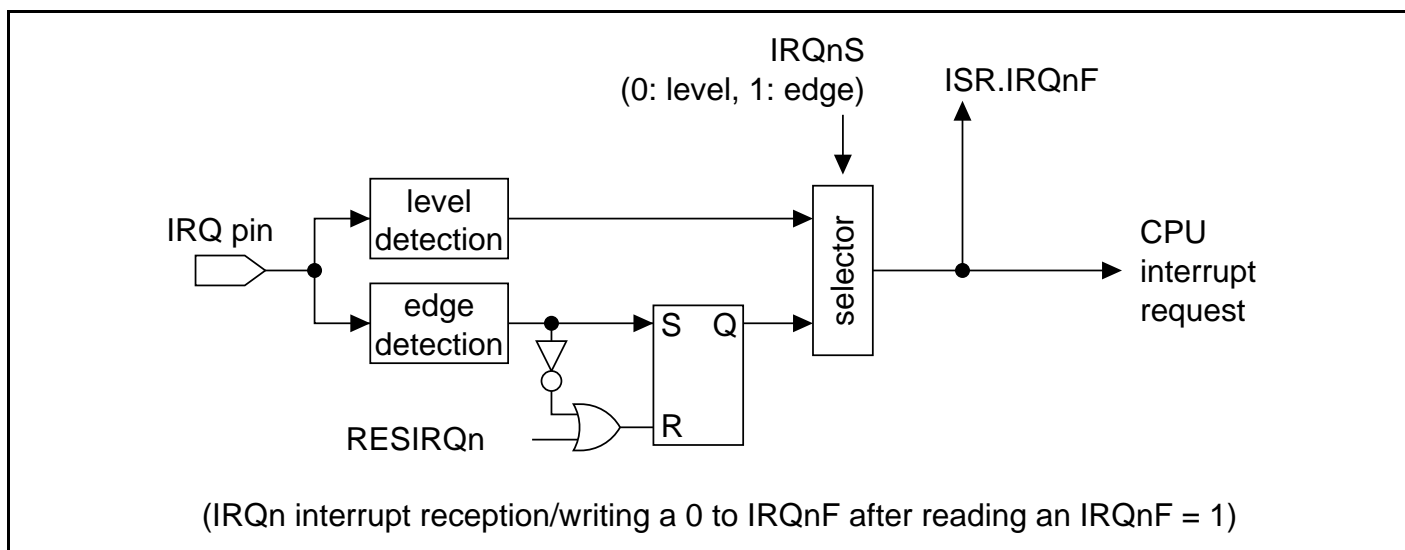 IRQnS
(0: level, 1: edge)
ISR.IRQnF
level
detection
IRQ pin
selector
CPU
interrupt
request
edge
detection
S Q
R
RESIRQn
(IRQn interrupt reception/writing a 0 to IRQnF after reading an IRQnF = 1)